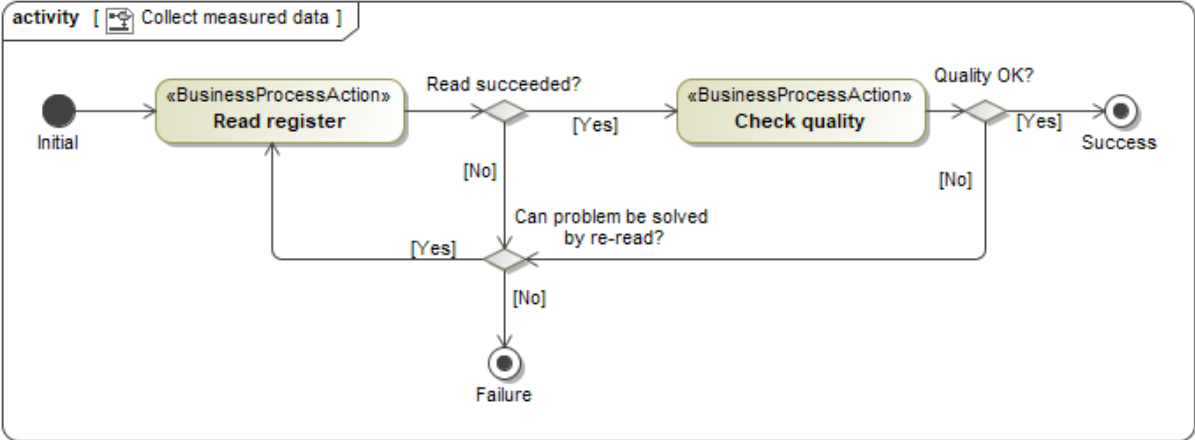 activity [ Collect measured data ]
Initial
«BusinessProcessAction»
Read register
Read succeeded?
[Yes]
[No]
«BusinessProcessAction»
Check quality
Quality OK?
[Yes]
Success
[No]
Can problem be solved
by re-read?
[Yes]
[No]
Failure